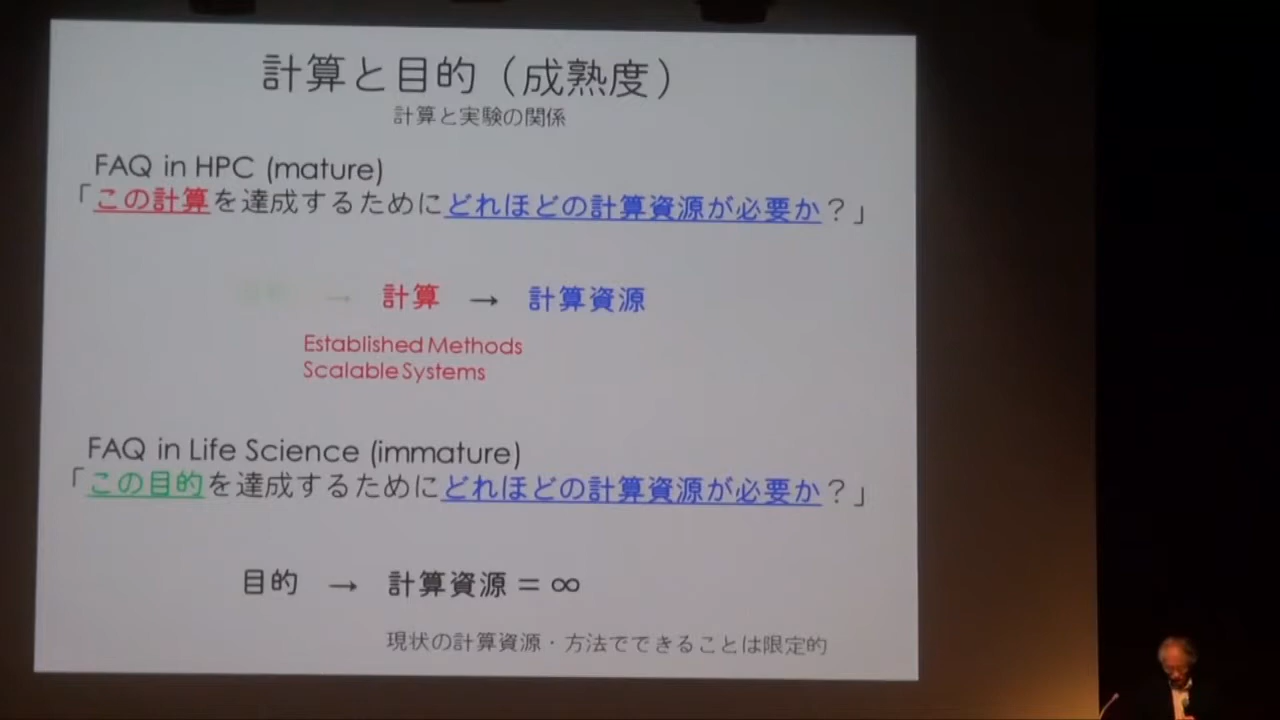 計算と目的（成熟度）
計算と実験の関係
FAQ in HPC (mature)
「この計算を達成するためにどれほどの計算資源が必要か？」
→ 計算 → 計算資源
Established Methods
Scalable Systems
FAQ in Life Science (immature)
「この目的を達成するためにどれほどの計算資源が必要か？」
目的 → 計算資源 = ∞
現状の計算資源・方法でできることは限定的